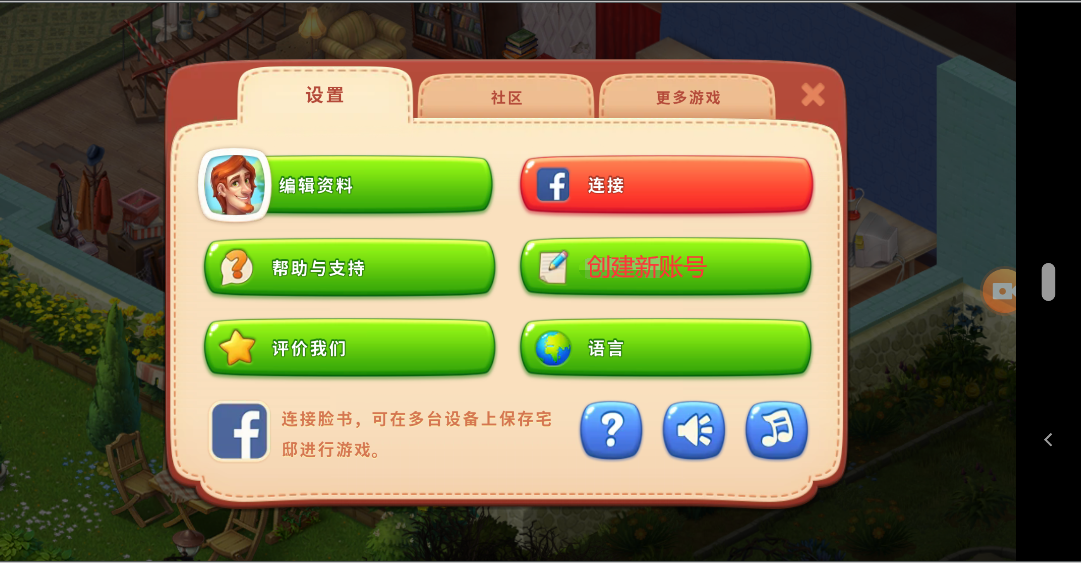 设置
社区
更多游戏
编辑资料
连接
帮助与支持
创建新账号
评价我们
语言
连接脸书，可在多台设备上保存宅
邸进行游戏。